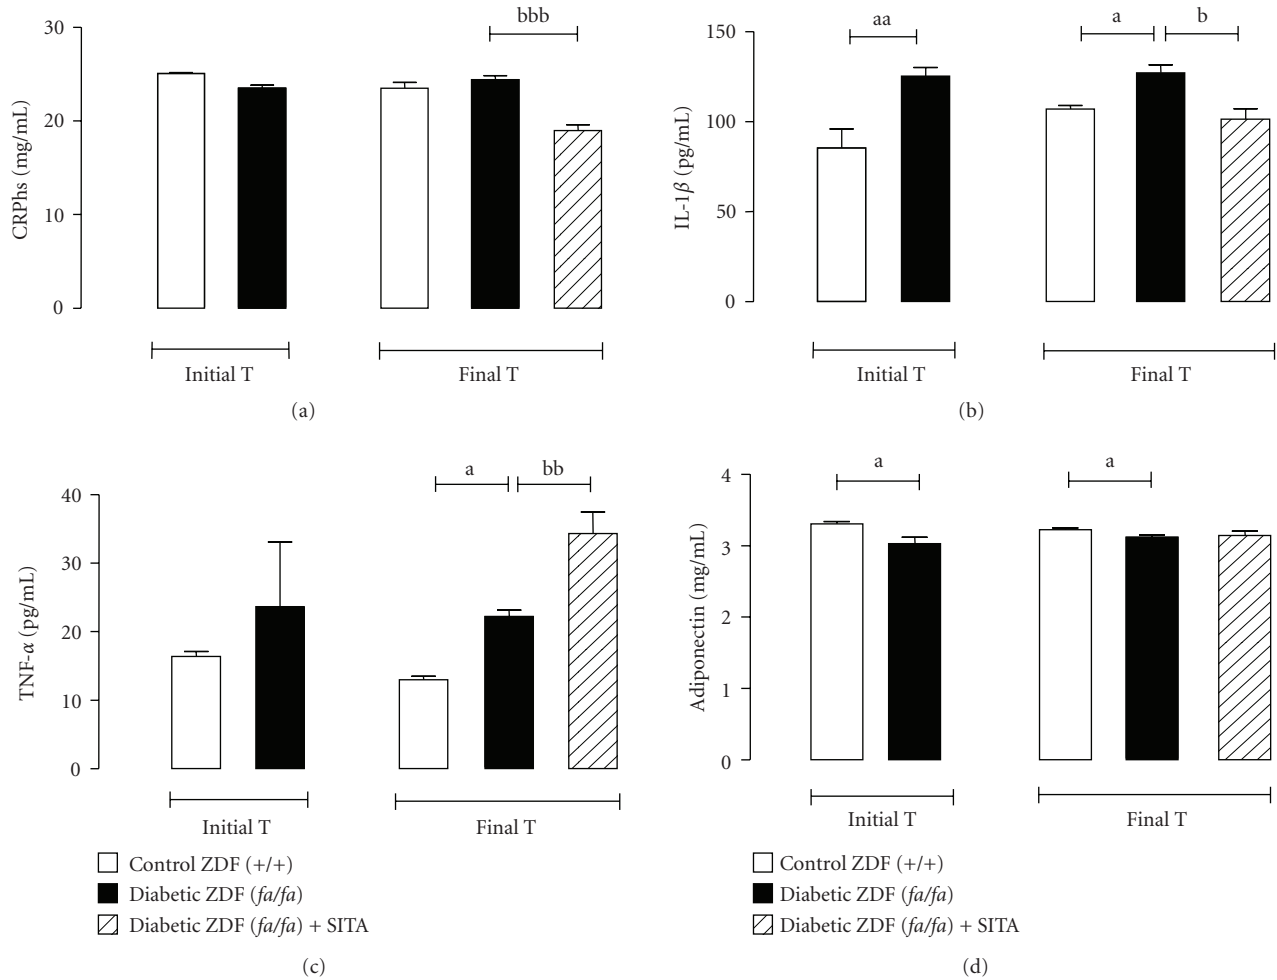 bbb
30
20
10
0
CRPhs (mg/mL)
Initial T
Final T
(a)
aa
a
b
150
100
50
0
IL-1β (pg/mL)
Initial T
Final T
(b)
a
bb
40
30
20
10
0
TNF-α (pg/mL)
Initial T
Final T
Control ZDF (+/+)
Diabetic ZDF (fa/fa)
Diabetic ZDF (fa/fa) + SITA
(c)
a
a
4
3
2
1
0
Adiponectin (mg/mL)
Initial T
Final T
Control ZDF (+/+)
Diabetic ZDF (fa/fa)
Diabetic ZDF (fa/fa) + SITA
(d)